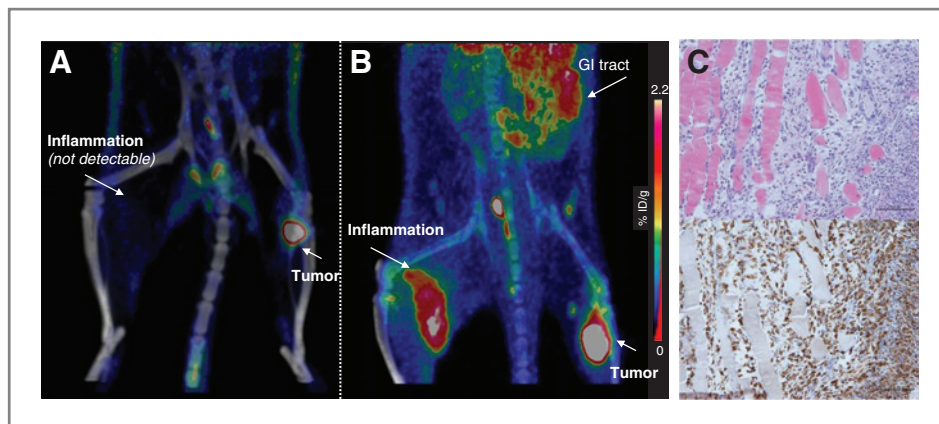 A
Inflammation
(not detectable)
Tumor
B
GI tract
Inflammation
Tumor
2.2
% ID/g
0
C